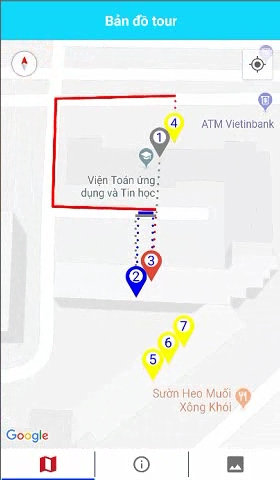 Bản đồ tour
4
ATM Vietinbank
1
Viện Toán ứng
dụng và Tin học
3
2
7
6
5
Sườn Heo Muối
Xông Khói
Google